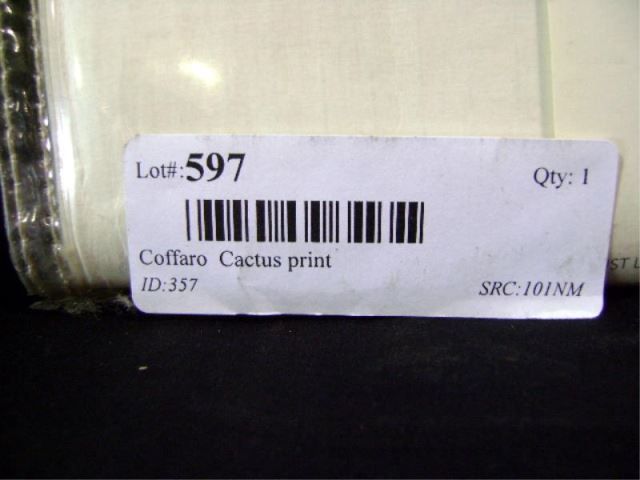 Lot#:597
Qty: 1
Coffaro Cactus print
ID:357
SRC:101NM